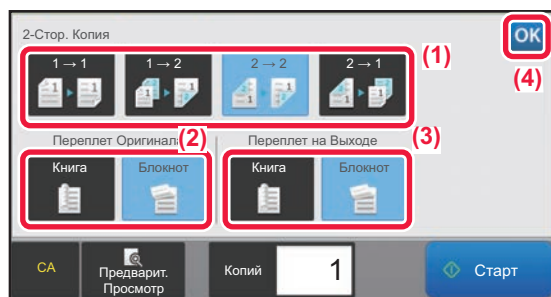 2-Стор. Копия
OK
1 → 1
1 → 2
2 → 2
2 → 1
(1)
(4)
Переплет Оригинала
(2)
Переплет на Выходе
(3)
Книга
Блокнот
Книга
Блокнот
CA
Предварит.
Просмотр
Копий
1
Старт